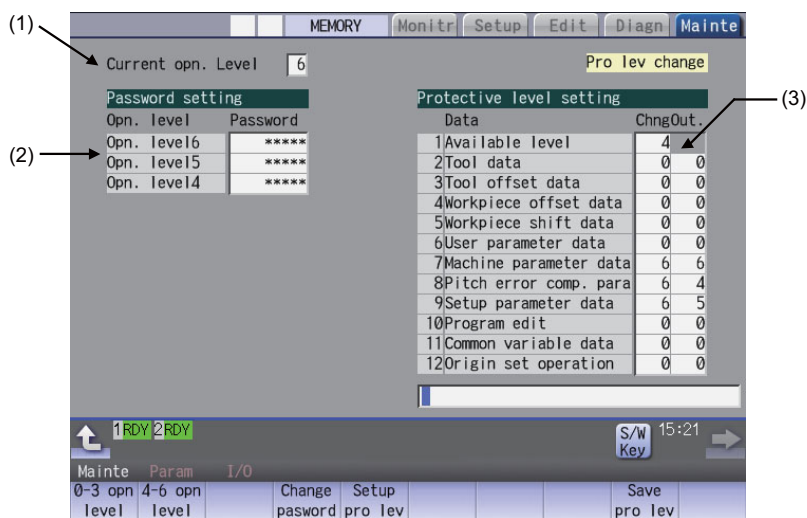 (1)
MEMORY Monitr Setup Edit Diagn Mainte
Current opn. Level 6
Pro lev change
Password setting
Opn. level Password
Opn. level6 *****
Opn. level5 *****
Opn. level4 *****
(2)
Protective level setting
Data Chng Out.
(3)
1 Available level 4
2 Tool data 0 0
3 Tool offset data 0 0
4 Workpiece offset data 0 0
5 Workpiece shift data 0 0
6 User parameter data 0 0
7 Machine parameter data 6 6
8 Pitch error comp. para 6 4
9 Setup parameter data 6 5
10 Program edit 0 0
11 Common variable data 0 0
12 Origin set operation 0 0
1 RDY 2 RDY
S/W Key 15:21
Mainte Param I/O
0-3 opn 4-6 opn Change Setup Save
level level pasword pro lev pro lev